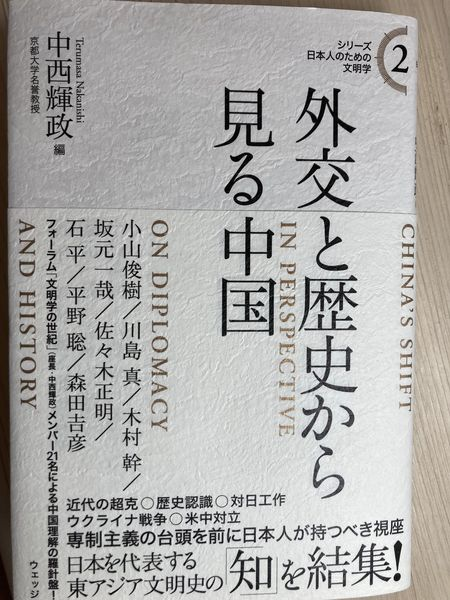 シリーズ
日本人のための
文明学
2
外交と歴史から
見る中国
CHINA'S SHIFT
IN PERSPECTIVE
ON DIPLOMACY
AND HISTORY
Terumasa Nakanishi
中西輝政 編
京都大学名誉教授
小山俊樹／川島 真／木村 幹／
坂元一哉／佐々木正明／
石 平／平野 聡／森田吉彦
フォーラム「文明学の世紀」(座長・中西輝政)メンバー21名による中国理解の羅針盤!
近代の超克○歴史認識○対日工作
ウクライナ戦争○米中対立
専制主義の台頭を前に日本人が持つべき視座
日本を代表する
東アジア文明史の「知」を結集!
ウェッジ